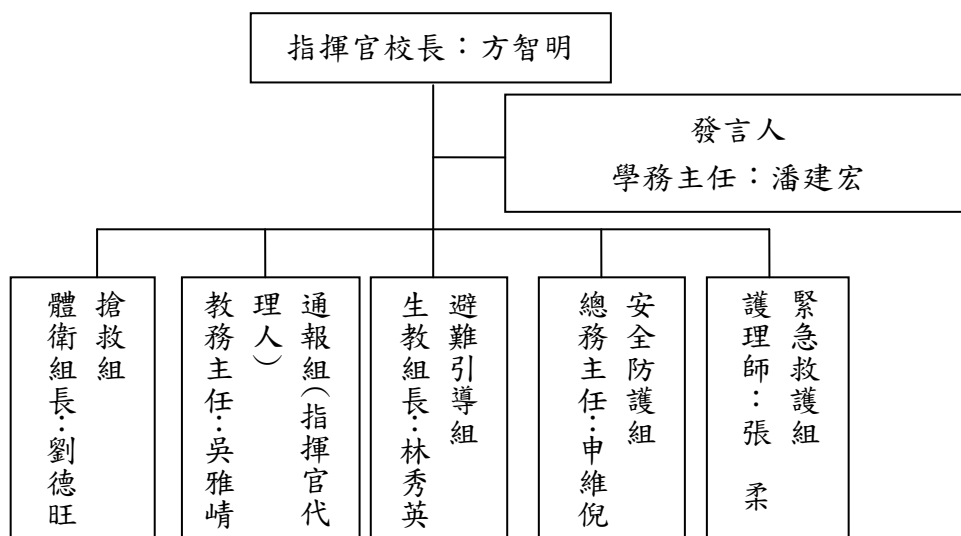 指揮官校長：方智明
發言人
學務主任：潘建宏
搶救組
體衛組長：劉德旺
通報組（指揮官代
理人）
教務主任：吳雅崝
避難引導組
生教組長：林秀英
安全防護組
總務主任：申維倪
緊急救護組
護理師：張　柔